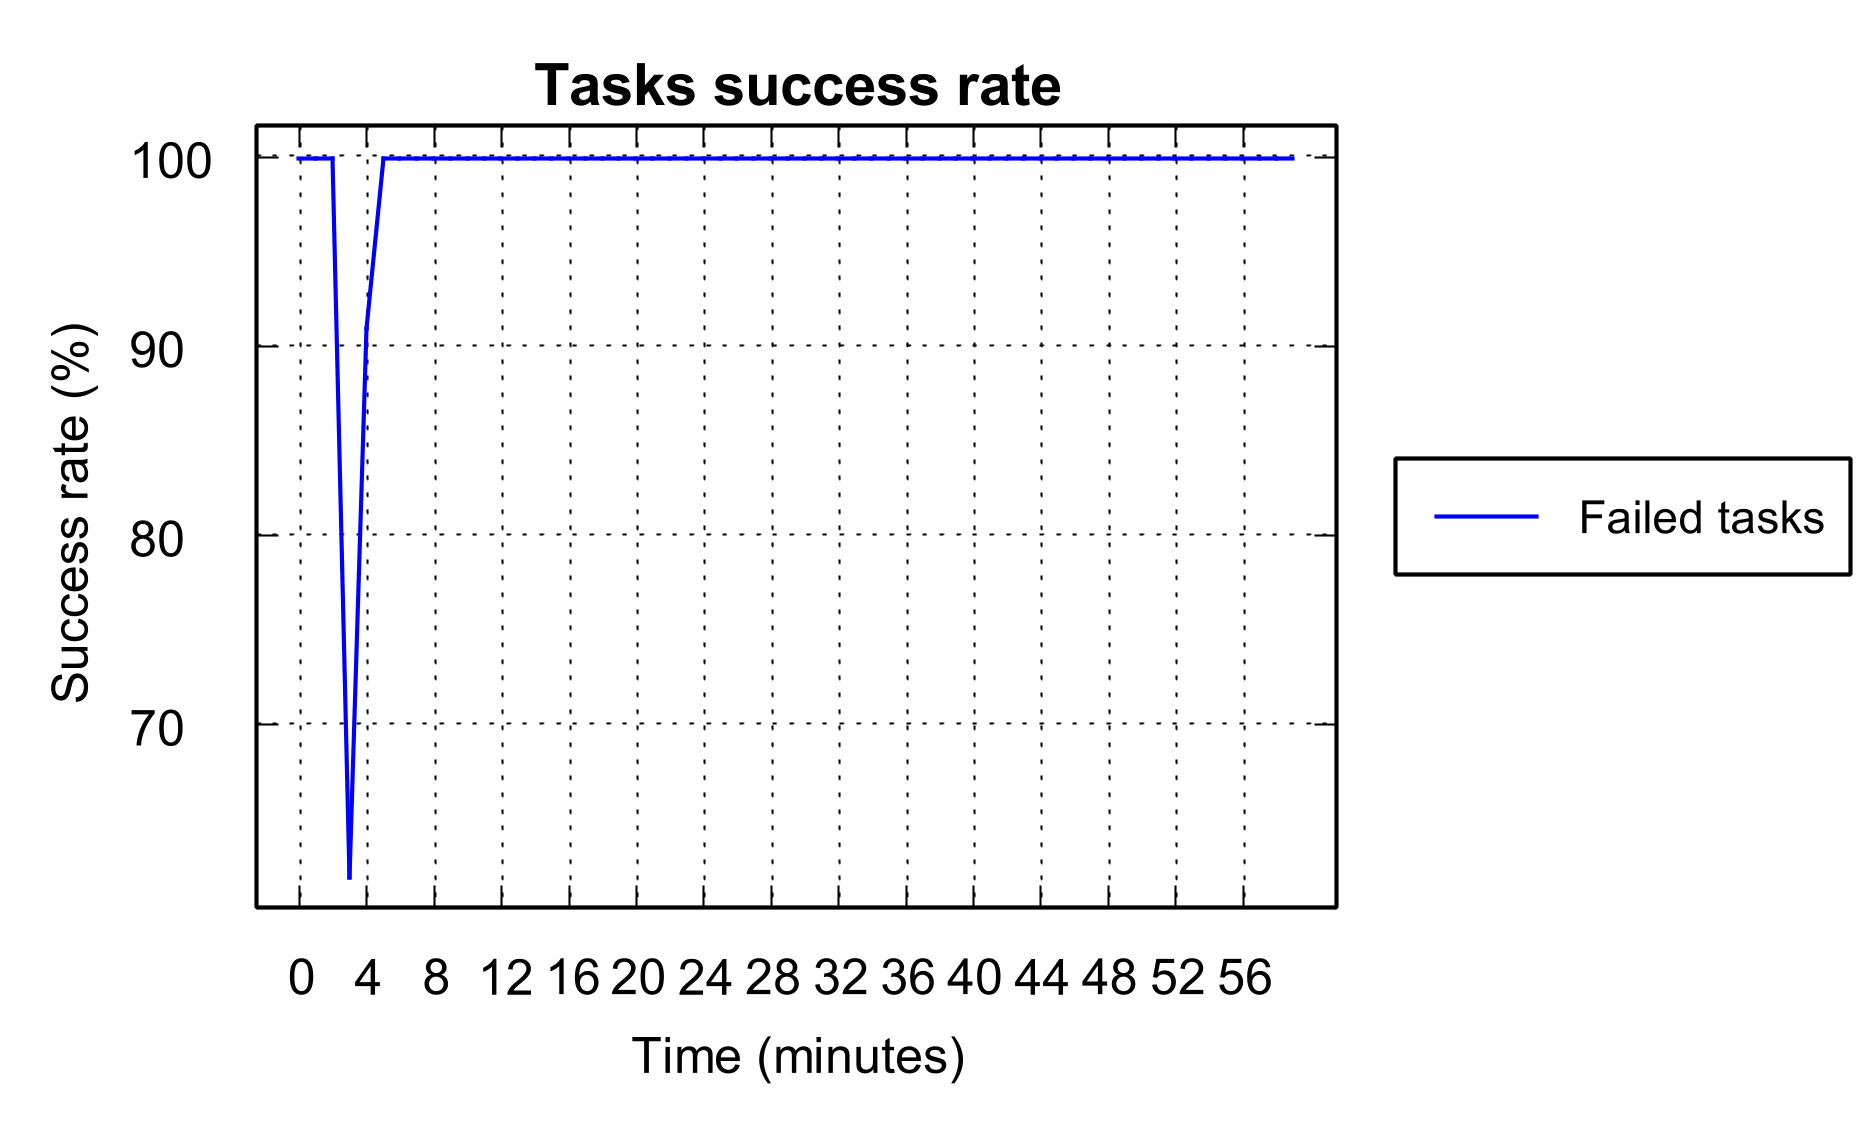 Tasks success rate
100
90
80
70
Success rate (%)
Failed tasks
0 4 8 12 16 20 24 28 32 36 40 44 48 52 56
Time (minutes)